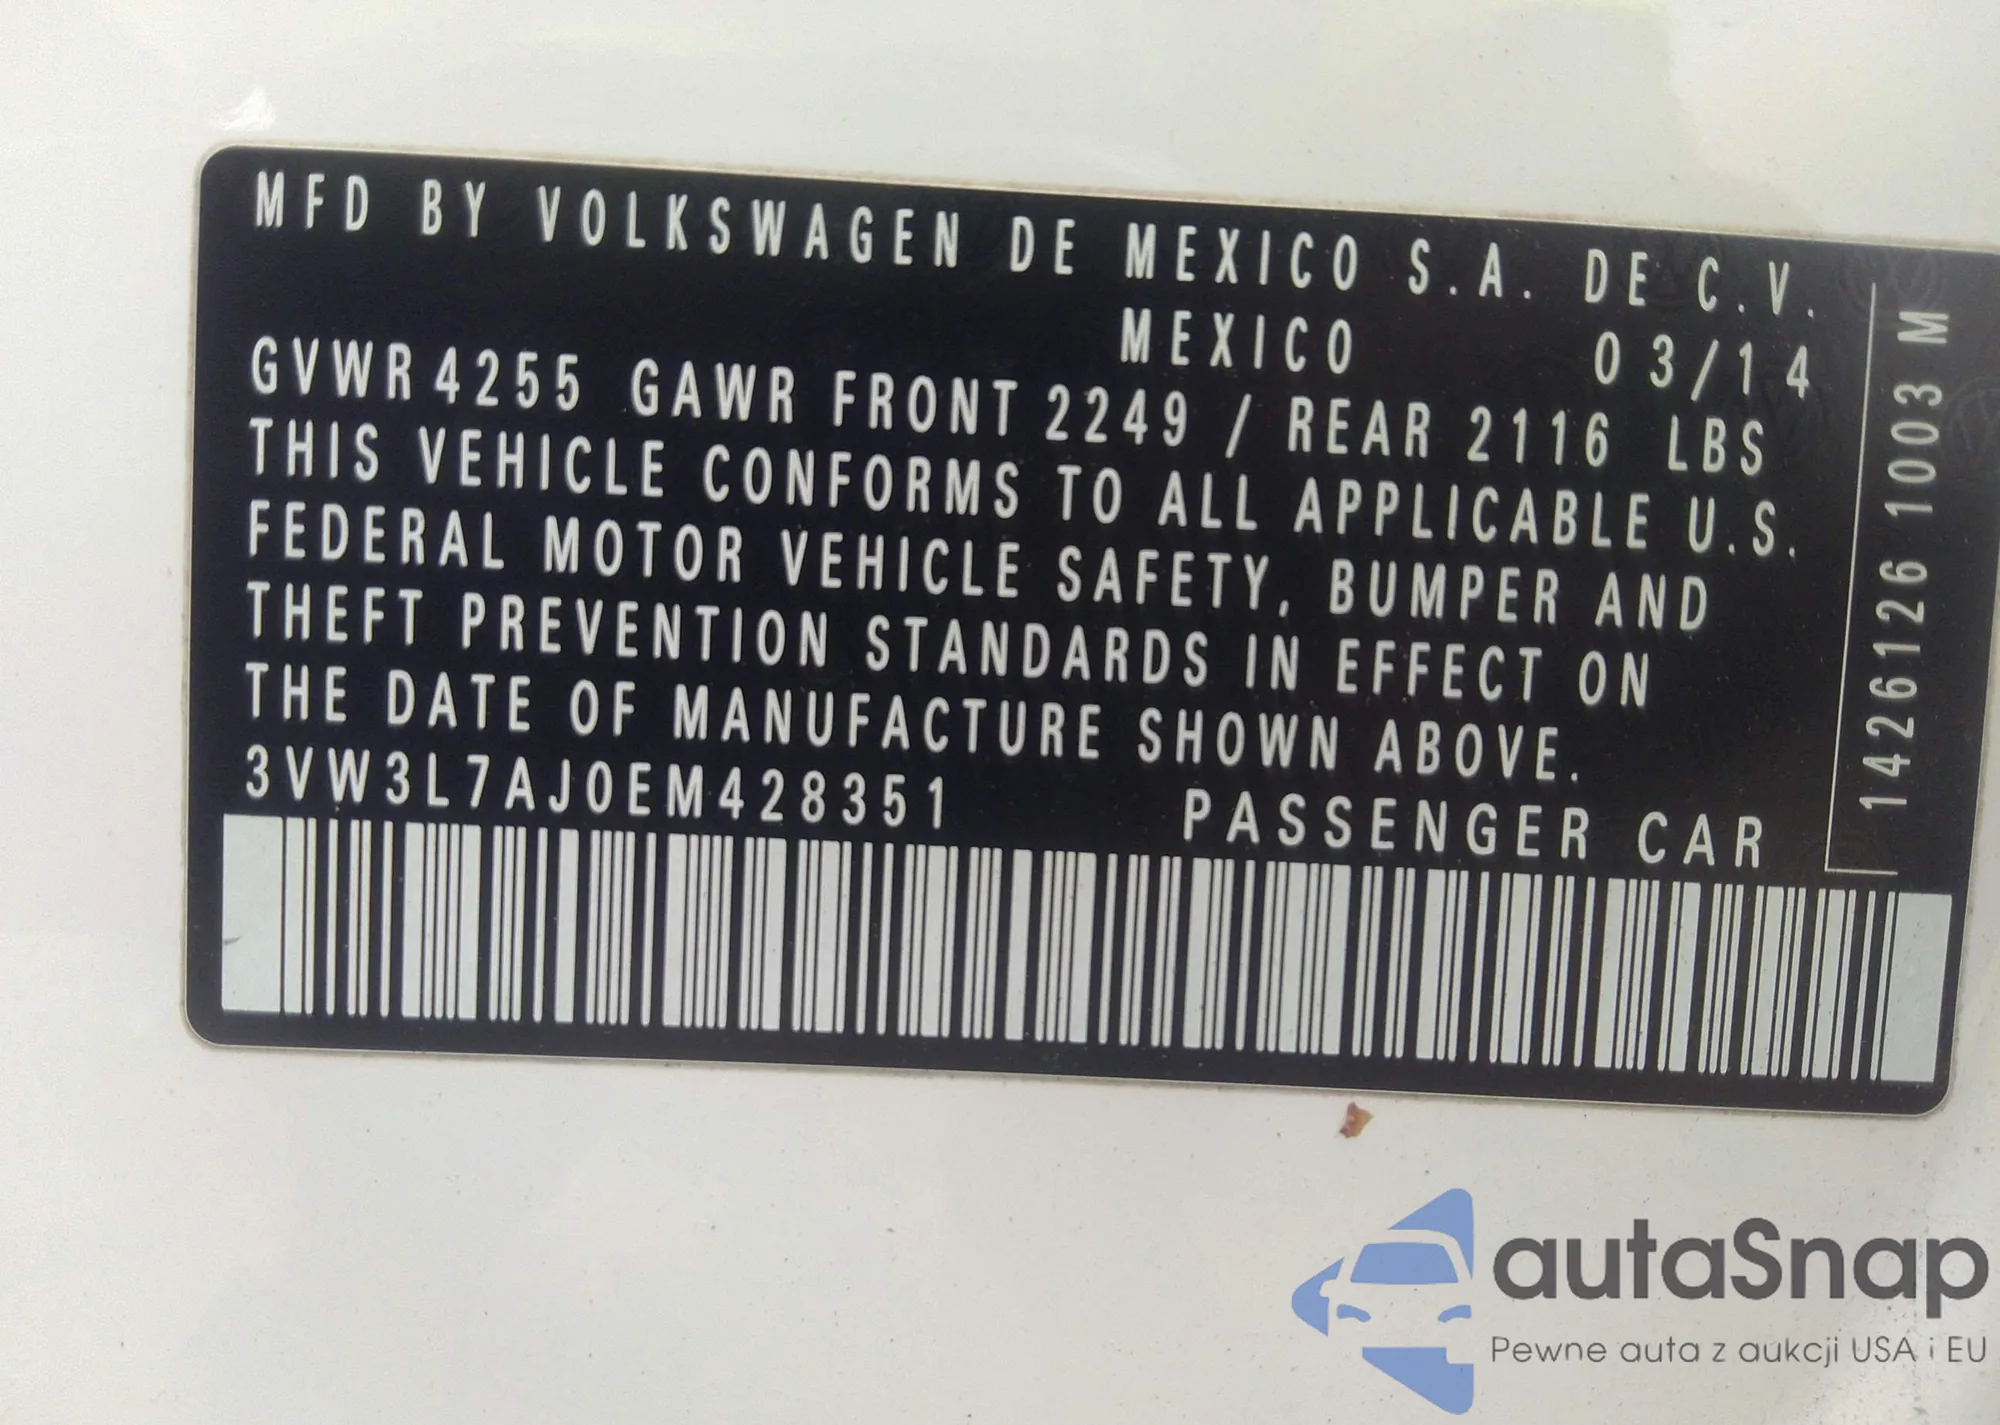 MFD BY VOLKSWAGEN DE MEXICO S.A. DE C.V.
MEXICO 03/14
GVWR 4255 GAWR FRONT 2249 / REAR 2116 LBS
THIS VEHICLE CONFORMS TO ALL APPLICABLE U.S.
FEDERAL MOTOR VEHICLE SAFETY, BUMPER AND
THEFT PREVENTION STANDARDS IN EFFECT ON
THE DATE OF MANUFACTURE SHOWN ABOVE.
3VW3L7AJ0EM428351 PASSENGER CAR
1426126 1003 M
autaSnap
Pewne auta z aukcji USA i EU